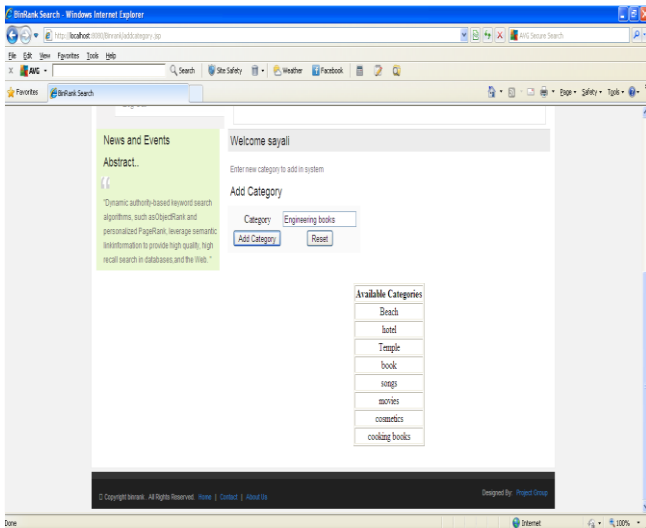 BinRank Search - Windows Internet Explorer
http://localhost:8080/Binrank/addcategory.jsp
AVG Secure Search
File Edit View Favorites Tools Help
X AVG Search Site Safety Weather Facebook
Favorites BinRank Search
Page Safety Tools
News and Events
Abstract..
"Dynamic authority-based keyword search
algorithms, such asObjectRank and
personalized PageRank, leverage semantic
linkinformation to provide high quality, high
recall search in databases,and the Web. "
Welcome sayali
Enter new category to add in system
Add Category
Category Engineering books
Add Category Reset
Available Categories
Beach
hotel
Temple
book
songs
movies
cosmetics
cooking books
Copyright binrank. All Rights Reserved. Home | Contact | About Us
Designed By: Project Group
Done Internet 100%